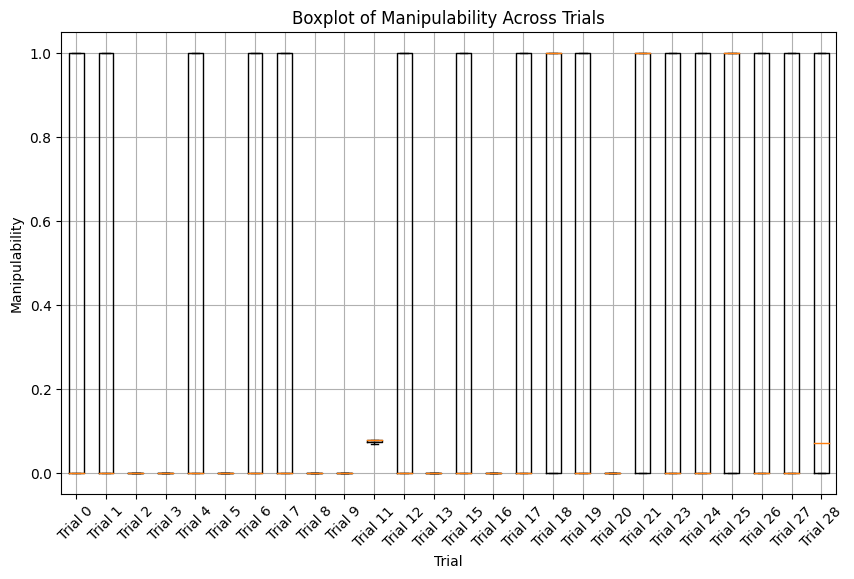 Boxplot of Manipulability Across Trials
1.0
0.8
0.6
0.4
0.2
0.0
Manipulability
Trial 0
Trial 1
Trial 2
Trial 3
Trial 4
Trial 5
Trial 6
Trial 7
Trial 8
Trial 9
Trial 11
Trial 12
Trial 13
Trial 15
Trial 16
Trial 17
Trial 18
Trial 19
Trial 20
Trial 21
Trial 23
Trial 24
Trial 25
Trial 26
Trial 27
Trial 28
Trial